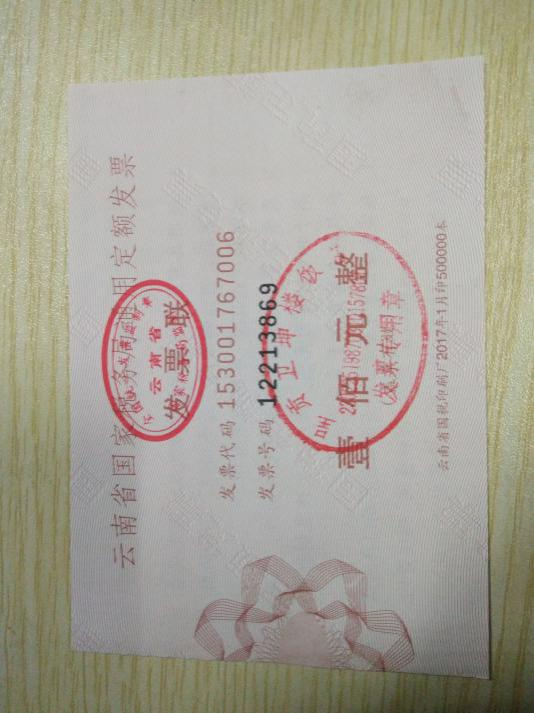 云南省国家税务局通用定额发票
云南省
发票联
发票代码 153001767006
发票号码 12213869
壹佰元整
发票专用章
云南省国税印刷厂2017年1月印500000本